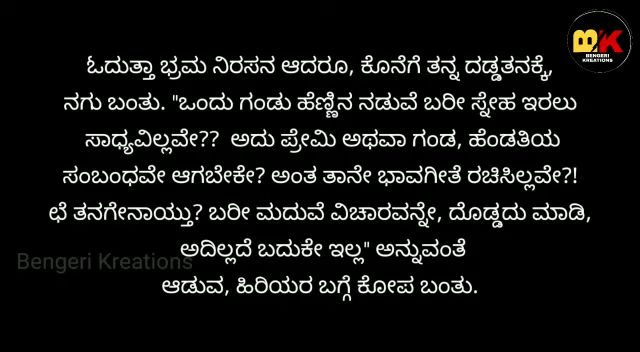 BENGERI
KREATIONS
ಓದುತ್ತಾ ಭ್ರಮ ನಿರಸನ ಆದರೂ, ಕೊನೆಗೆ ತನ್ನ ದಡ್ಡತನಕ್ಕೆ,
ನಗು ಬಂತು. "ಒಂದು ಗಂಡು ಹೆಣ್ಣಿನ ನಡುವೆ ಬರೀ ಸ್ನೇಹ ಇರಲು
ಸಾಧ್ಯವಿಲ್ಲವೇ?? ಅದು ಪ್ರೇಮಿ ಅಥವಾ ಗಂಡ, ಹೆಂಡತಿಯ
ಸಂಬಂಧವೇ ಆಗಬೇಕೇ? ಅಂತ ತಾನೇ ಭಾವಗೀತೆ ರಚಿಸಿಲ್ಲವೇ?!
ಛೆ ತನಗೇನಾಯ್ತು? ಬರೀ ಮದುವೆ ವಿಚಾರವನ್ನೇ, ದೊಡ್ಡದು ಮಾಡಿ,
ಅದಿಲ್ಲದೆ ಬದುಕೇ ಇಲ್ಲ" ಅನ್ನುವಂತೆ
Bengeri Kreations
ಆಡುವ, ಹಿರಿಯರ ಬಗ್ಗೆ ಕೋಪ ಬಂತು.